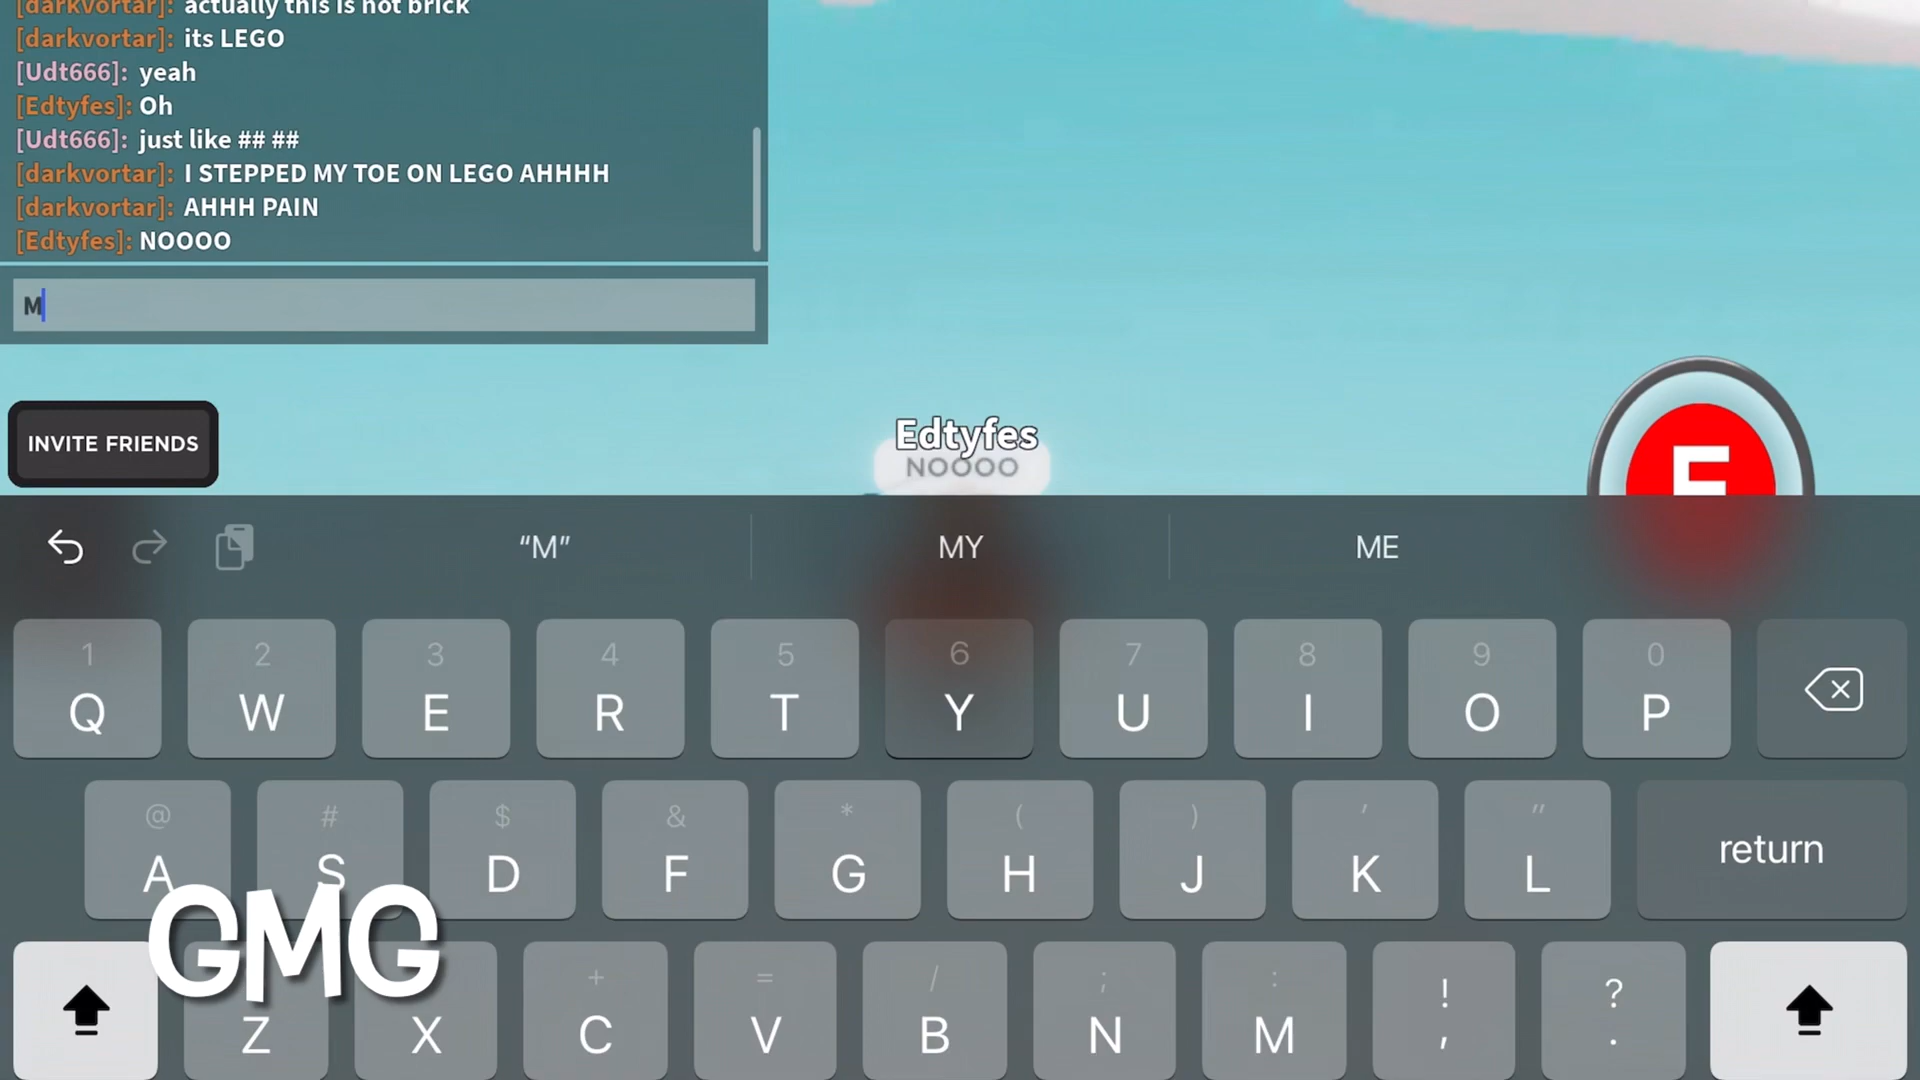 [darkvortar]: actually this is not brick
[darkvortar]: its LEGO
[Udt666]: yeah
[Edtyfes]: Oh
[Udt666]: just like ## ##
[darkvortar]: I STEPPED MY TOE ON LEGO AHHHH
[darkvortar]: AHHH PAIN
[Edtyfes]: NOOOO
M
INVITE FRIENDS
Edtyfes
NOOOO
“M” MY ME
1 2 3 4 5 6 7 8 9 0
Q W E R T Y U I O P
@ # $ & * ( ) ' "
A S D F G H J K L return
GMG
+ = / ; : ! ?
Z X C V B N M , .